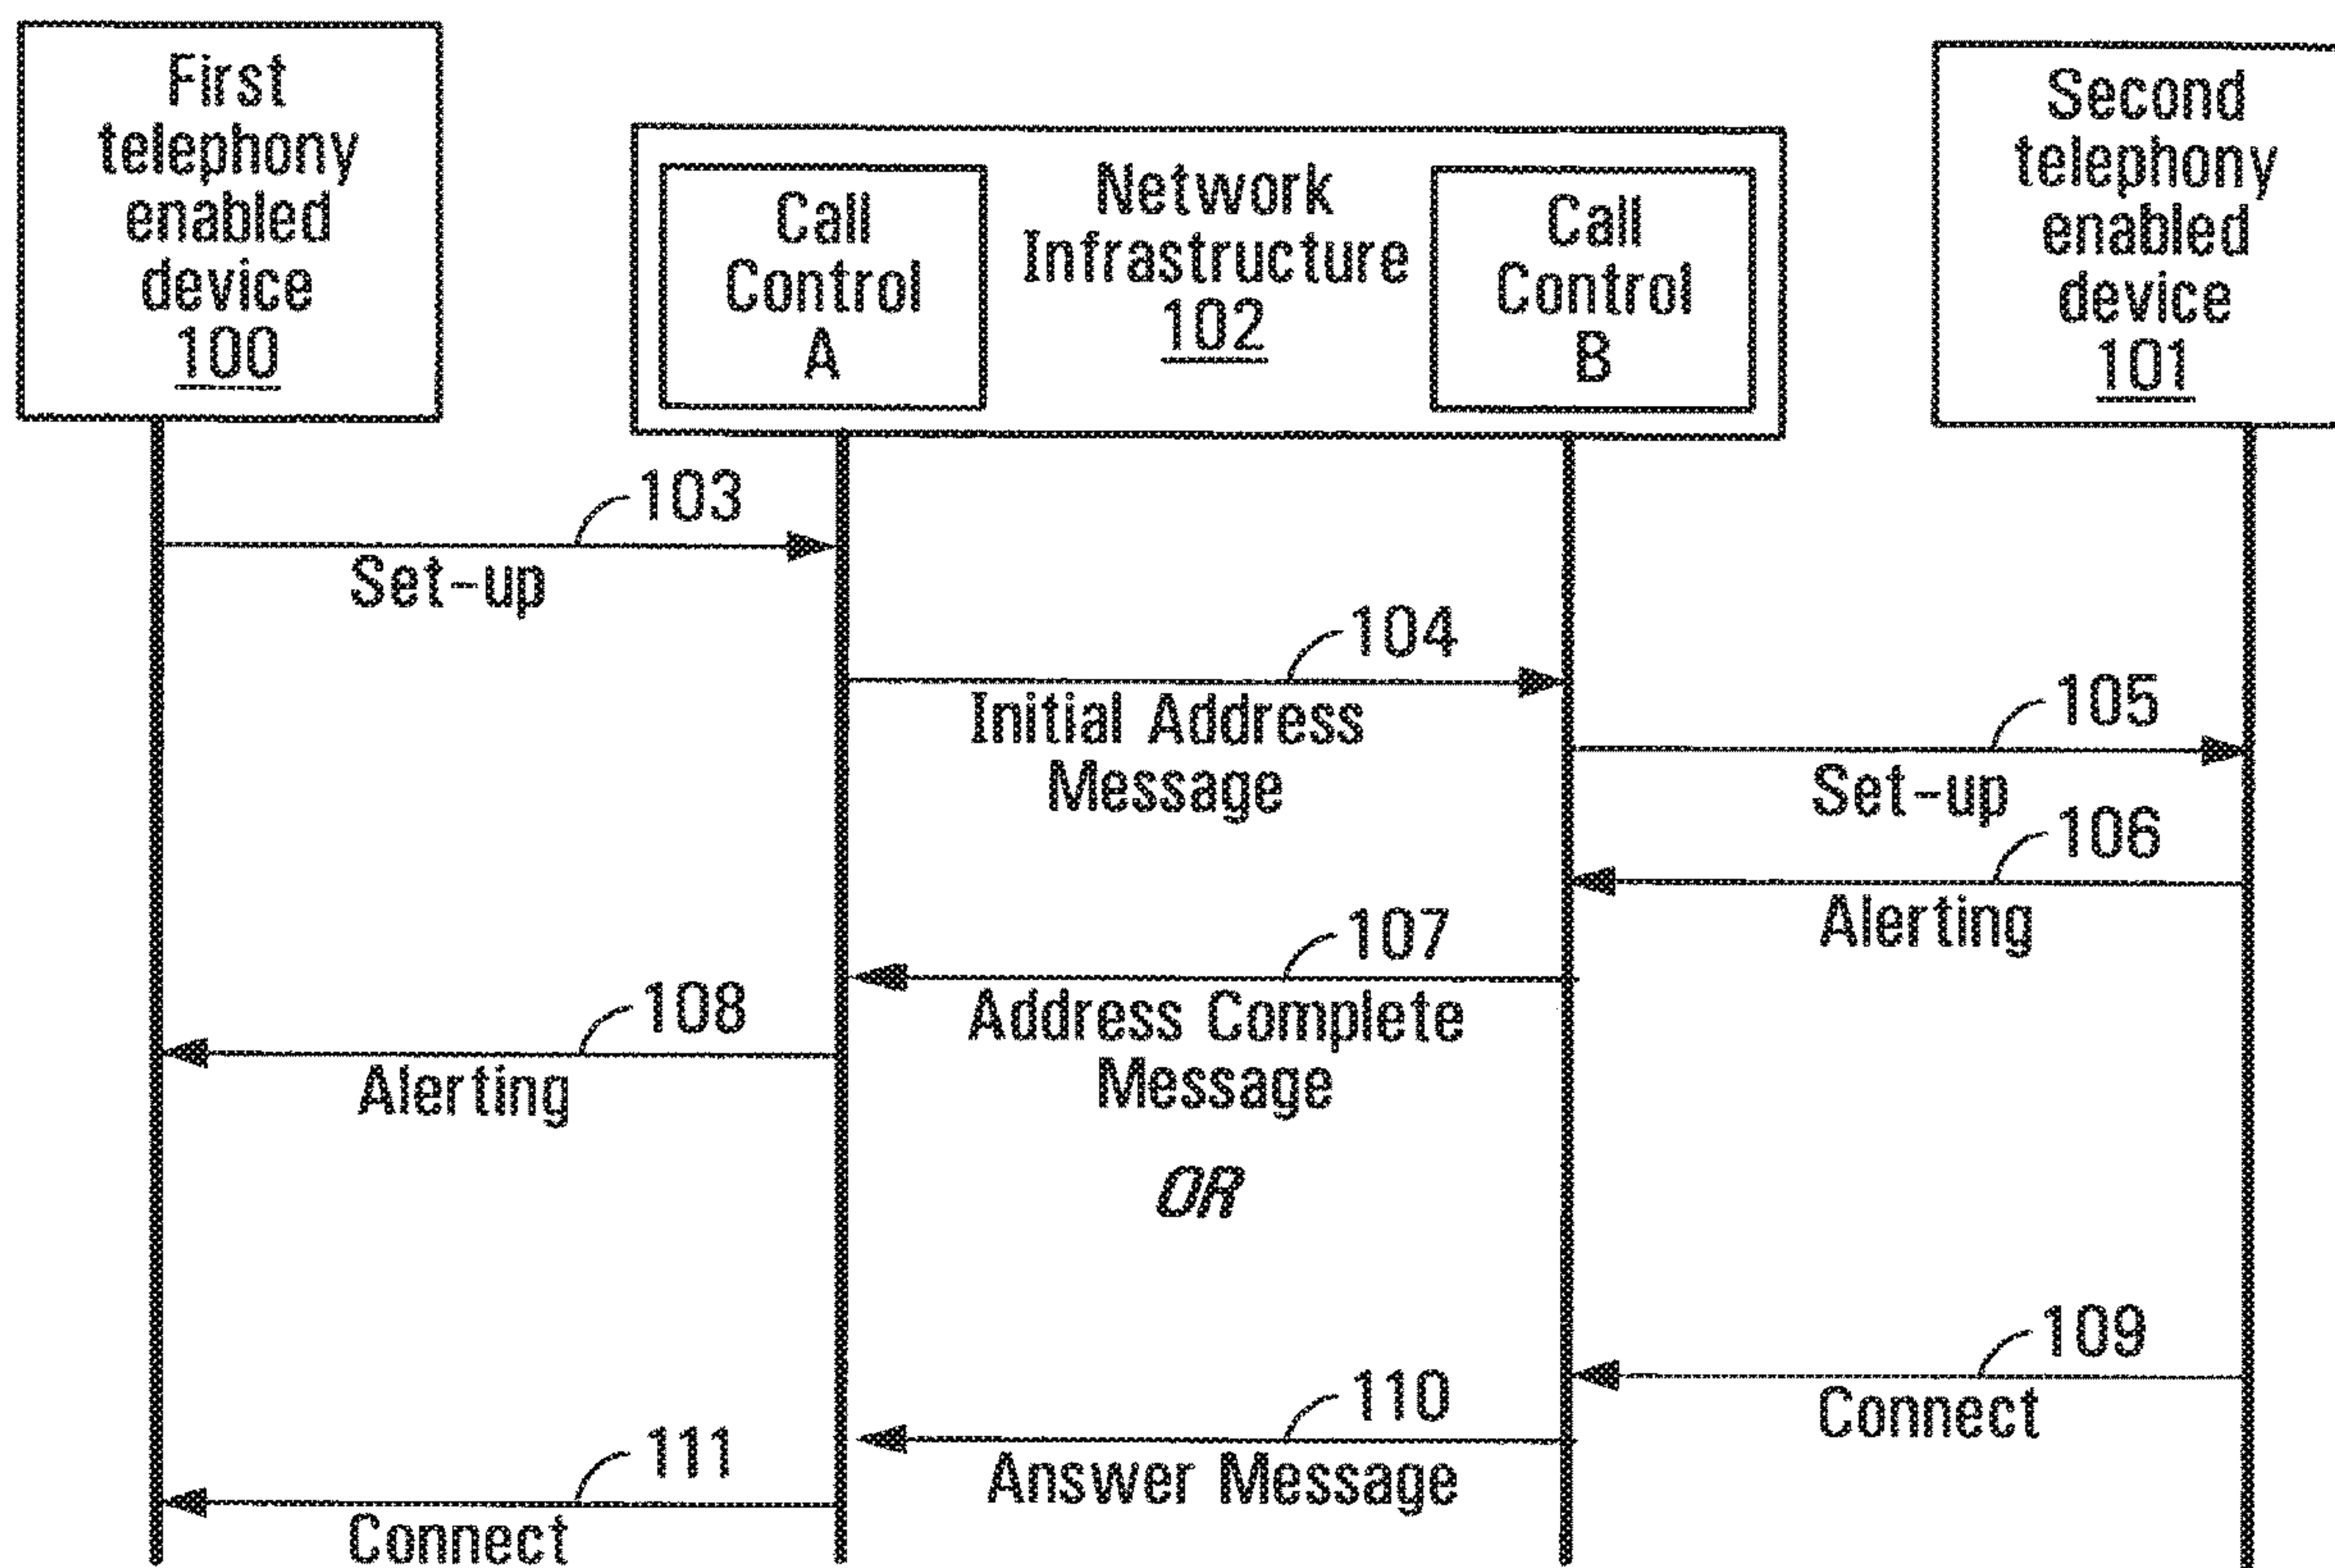 First
telephony
enabled
device
100
Call
Control
A
Network
Infrastructure
102
Call
Control
B
Second
telephony
enabled
device
101
103
Set-up
104
Initial Address
Message
105
Set-up
106
Alerting
107
Address Complete
Message
108
Alerting
OR
109
Connect
110
Answer Message
111
Connect